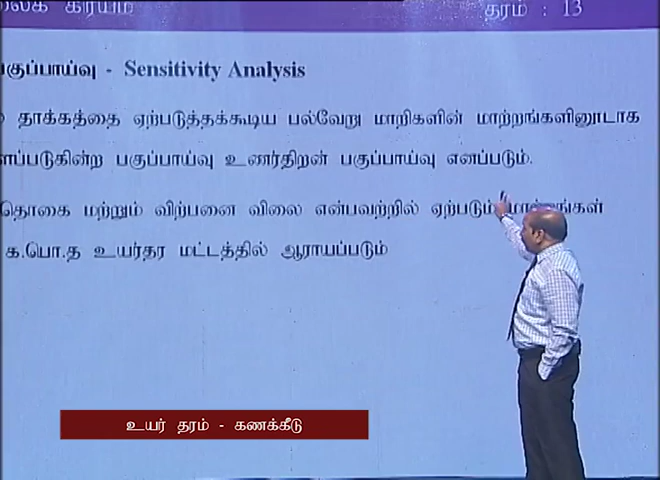 கிரயம்
தரம் : 13
பகுப்பாய்வு - Sensitivity Analysis
தாக்கத்தை ஏற்படுத்தக்கூடிய பல்வேறு மாறிகளின் மாற்றங்களினூடாக
பகுப்பாய்வு உணர்திறன் பகுப்பாய்வு எனப்படும்.
தொகை மற்றும் விற்பனை விலை என்பவற்றில் ஏற்படும் மாற்றங்கள்
க.பொ.த உயர்தர மட்டத்தில் ஆராயப்படும்
உயர் தரம் - கணக்கீடு